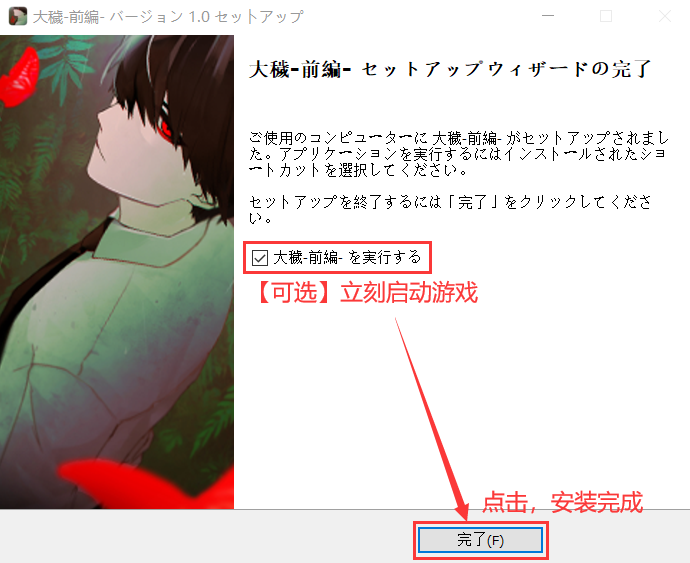 大穢-前編- バージョン 1.0 セットアップ
大穢-前編- セットアップウィザードの完了
ご使用のコンピューターに 大穢-前編- がセットアップされまし
た。アプリケーションを実行するにはインストールされたショ
ートカットを選択してください。
セットアップを終了するには「完了」をクリックしてくださ
い。
大穢-前編- を実行する
【可选】立刻启动游戏
点击，安装完成
完了(F)